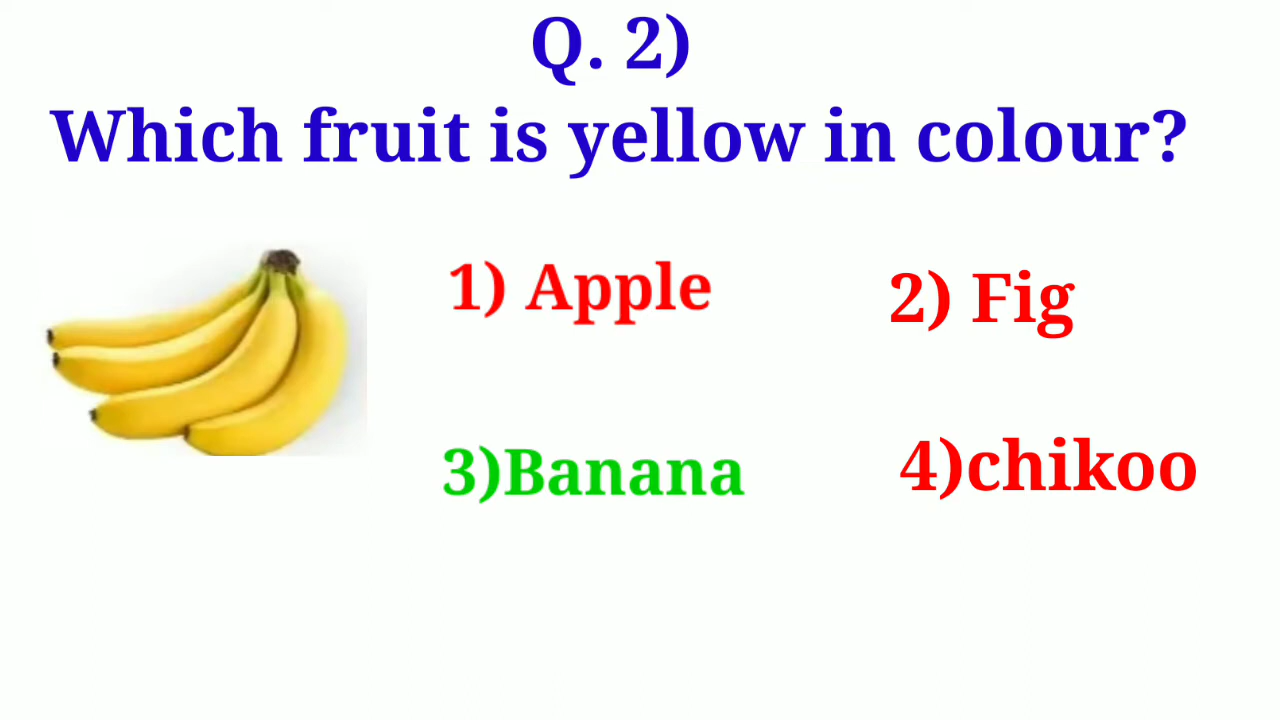 Q. 2)
Which fruit is yellow in colour?
1) Apple
2) Fig
3)Banana
4)chikoo